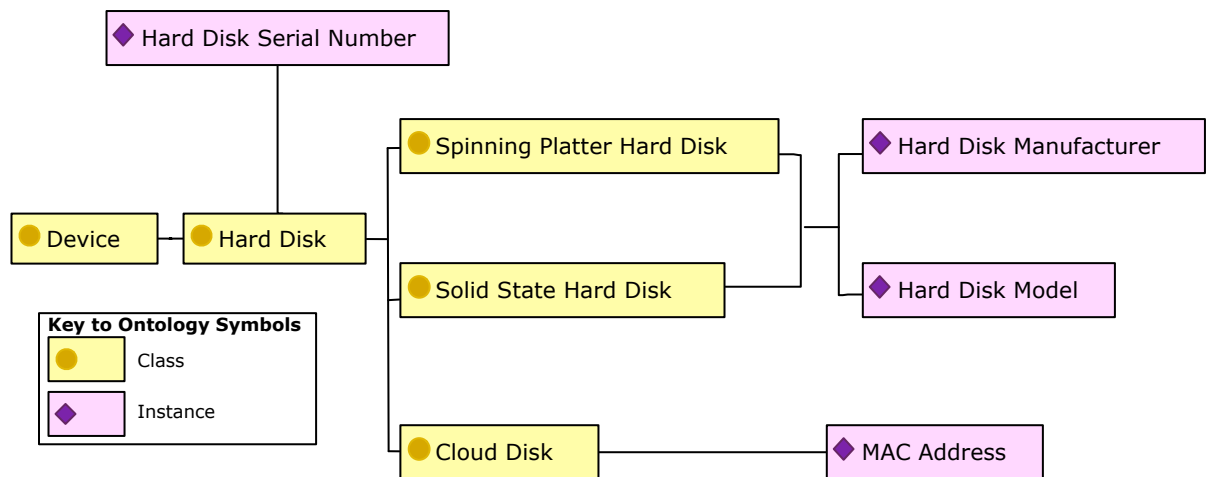 Hard Disk Serial Number
Spinning Platter Hard Disk
Hard Disk Manufacturer
Device
Hard Disk
Solid State Hard Disk
Hard Disk Model
Key to Ontology Symbols
Class
Instance
Cloud Disk
MAC Address